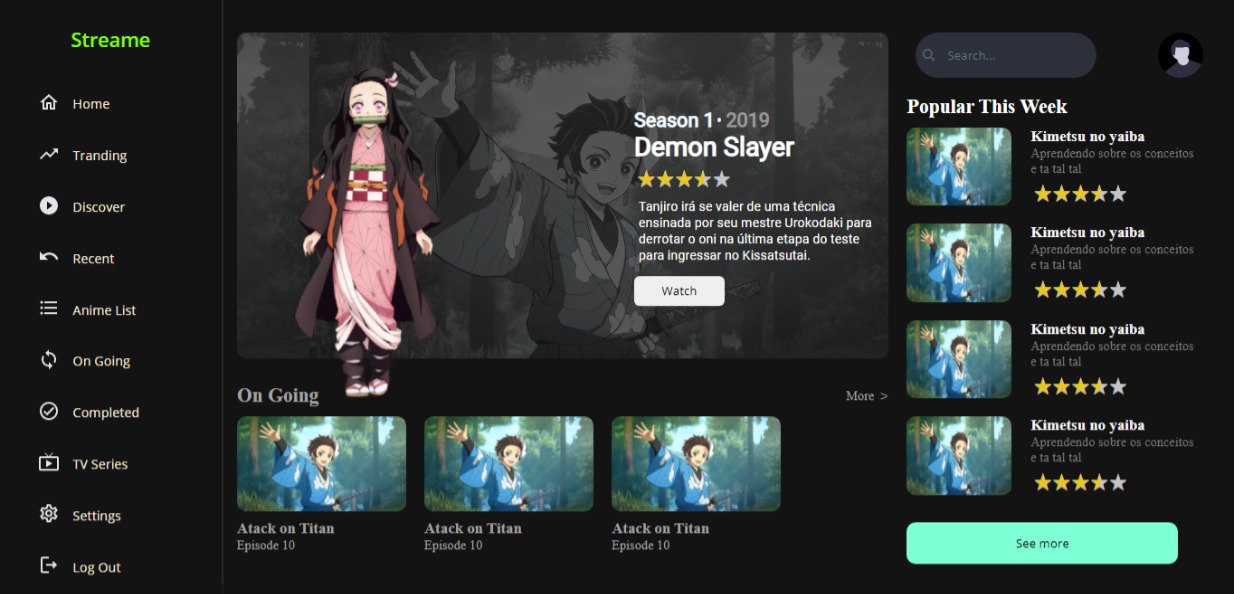 Streame
Home
Tranding
Discover
Recent
Anime List
On Going
Completed
TV Series
Settings
Log Out
Season 1 · 2019
Demon Slayer
Tanjiro irá se valer de uma técnica
ensinada por seu mestre Urokodaki para
derrotar o oni na última etapa do teste
para ingressar no Kissatsutai.
Watch
On Going
More >
Atack on Titan
Episode 10
Atack on Titan
Episode 10
Atack on Titan
Episode 10
Search...
Popular This Week
Kimetsu no yaiba
Aprendendo sobre os conceitos
e ta tal tal
Kimetsu no yaiba
Aprendendo sobre os conceitos
e ta tal tal
Kimetsu no yaiba
Aprendendo sobre os conceitos
e ta tal tal
Kimetsu no yaiba
Aprendendo sobre os conceitos
e ta tal tal
See more